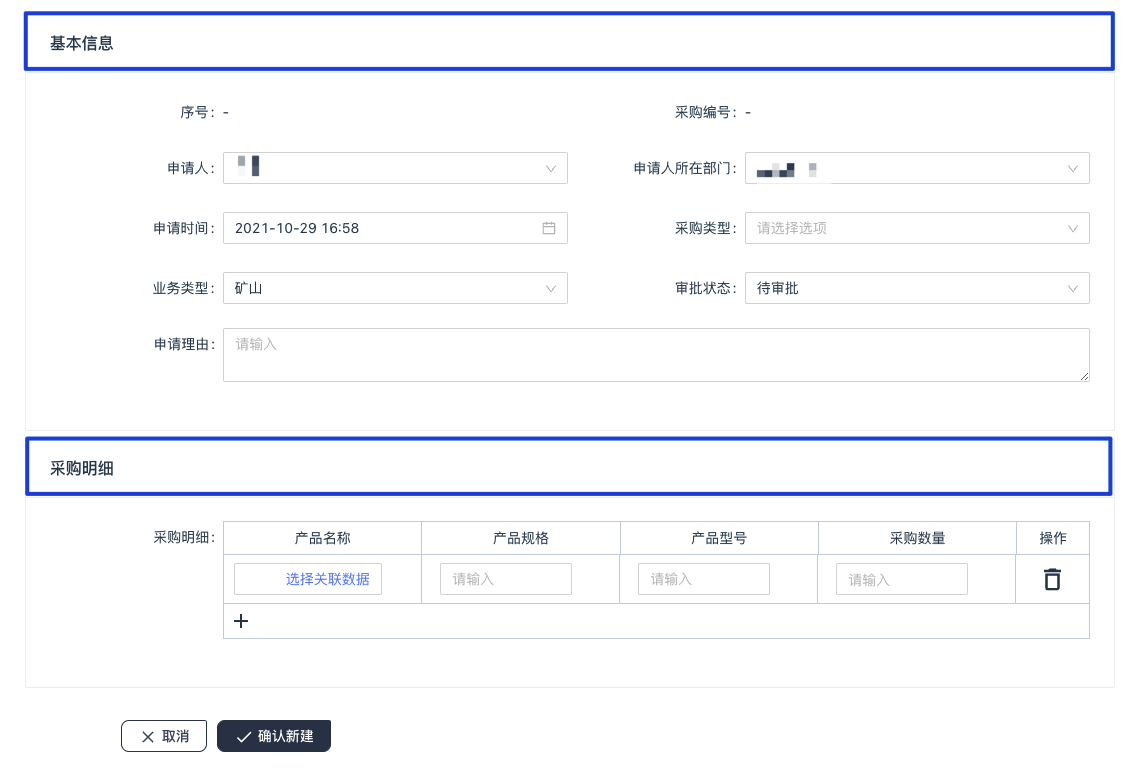 基本信息
序号: - 采购编号: -
申请人: 申请人所在部门:
申请时间: 2021-10-29 16:58 采购类型: 请选择选项
业务类型: 矿山 审批状态: 待审批
申请理由: 请输入
采购明细
采购明细: 产品名称 产品规格 产品型号 采购数量 操作
选择关联数据 请输入 请输入 请输入
+
取消 确认新建